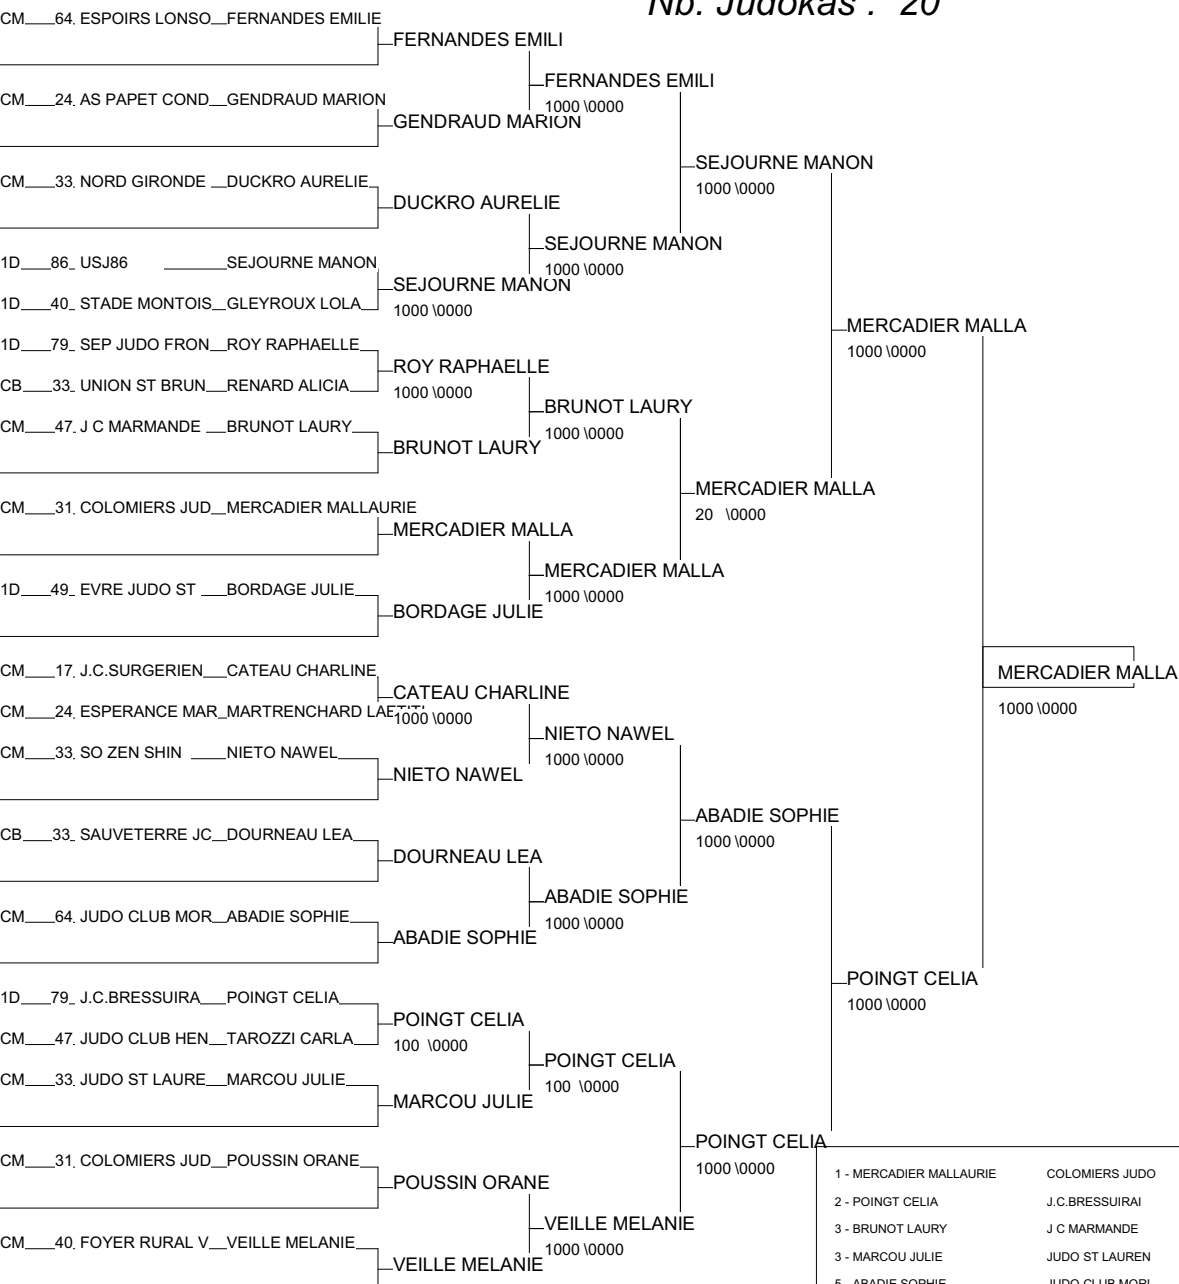 Nb. Judokas : 20
CM 64 ESPOIRS LONSO FERNANDES EMILIE
FERNANDES EMILI
FERNANDES EMILI
1000 \0000
CM 24 AS PAPET COND GENDRAUD MARION
GENDRAUD MARION
SEJOURNE MANON
1000 \0000
CM 33 NORD GIRONDE DUCKRO AURELIE
DUCKRO AURELIE
SEJOURNE MANON
1000 \0000
1D 86 USJ86 SEJOURNE MANON
SEJOURNE MANON
1000 \0000
1D 40 STADE MONTOIS GLEYROUX LOLA
MERCADIER MALLA
1000 \0000
1D 79 SEP JUDO FRON ROY RAPHAELLE
ROY RAPHAELLE
1000 \0000
CB 33 UNION ST BRUN RENARD ALICIA
BRUNOT LAURY
1000 \0000
CM 47 J C MARMANDE BRUNOT LAURY
BRUNOT LAURY
MERCADIER MALLA
20 \0000
CM 31 COLOMIERS JUD MERCADIER MALLAURIE
MERCADIER MALLA
MERCADIER MALLA
1000 \0000
1D 49 EVRE JUDO ST BORDAGE JULIE
BORDAGE JULIE
MERCADIER MALLA
1000 \0000
CM 17 J.C.SURGERIEN CATEAU CHARLINE
CATEAU CHARLINE
1000 \0000
CM 24 ESPERANCE MAR MARTRENCHARD LAETITI
NIETO NAWEL
1000 \0000
CM 33 SO ZEN SHIN NIETO NAWEL
NIETO NAWEL
ABADIE SOPHIE
1000 \0000
CB 33 SAUVETERRE JC DOURNEAU LEA
DOURNEAU LEA
ABADIE SOPHIE
1000 \0000
CM 64 JUDO CLUB MOR ABADIE SOPHIE
ABADIE SOPHIE
POINGT CELIA
1000 \0000
1D 79 J.C.BRESSUIRA POINGT CELIA
POINGT CELIA
100 \0000
CM 47 JUDO CLUB HEN TAROZZI CARLA
POINGT CELIA
100 \0000
CM 33 JUDO ST LAURE MARCOU JULIE
MARCOU JULIE
POINGT CELIA
1000 \0000
CM 31 COLOMIERS JUD POUSSIN ORANE
POUSSIN ORANE
VEILLE MELANIE
1000 \0000
CM 40 FOYER RURAL V VEILLE MELANIE
VEILLE MELANIE
1 - MERCADIER MALLAURIE COLOMIERS JUDO
2 - POINGT CELIA J.C.BRESSUIRAI
3 - BRUNOT LAURY J C MARMANDE
3 - MARCOU JULIE JUDO ST LAUREN
5 - ABADIE SOPHIE JUDO CLUB MORL